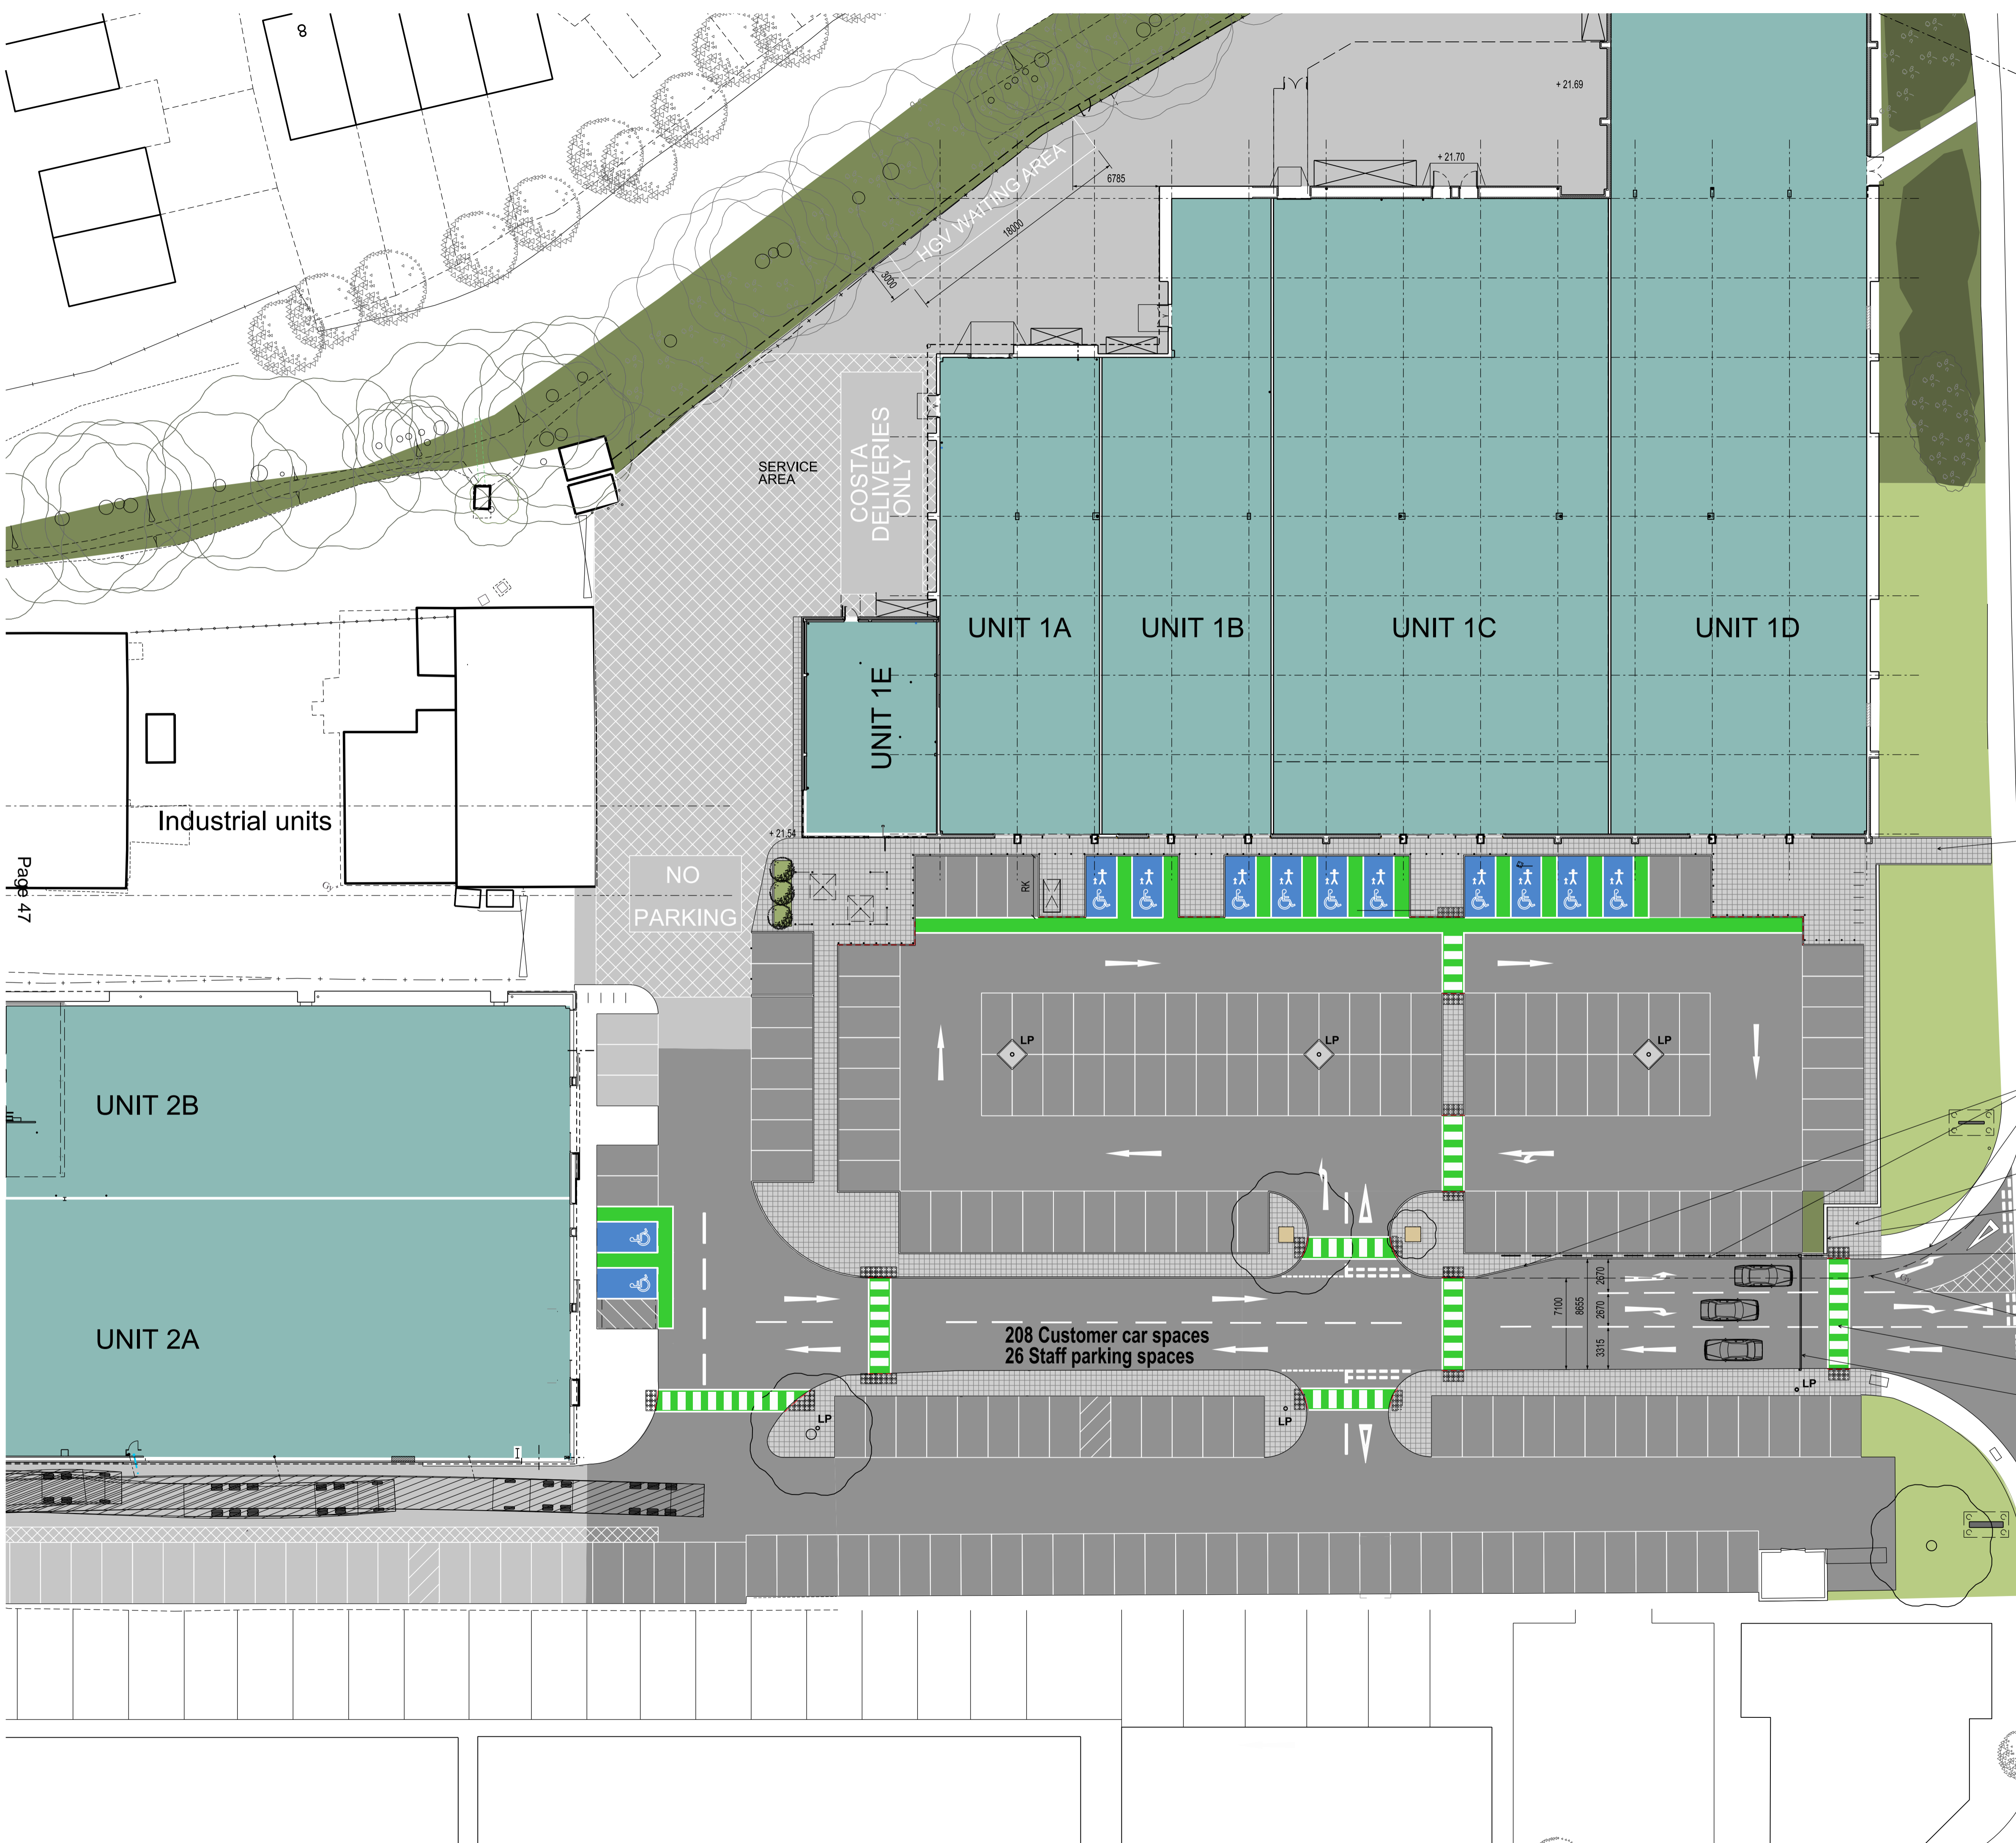 8
+ 21.69
+ 21.70
6785
HGV WAITING AREA
18000
3000
SERVICE
AREA
COSTA
DELIVERIES
ONLY
UNIT 1A
UNIT 1B
UNIT 1C
UNIT 1D
UNIT 1E
Industrial units
Page 47
+ 21.54
NO
PARKING
RK
LP
LP
LP
UNIT 2B
UNIT 2A
208 Customer car spaces
26 Staff parking spaces
7100
8655
2670
2670
3315
LP
LP
LP